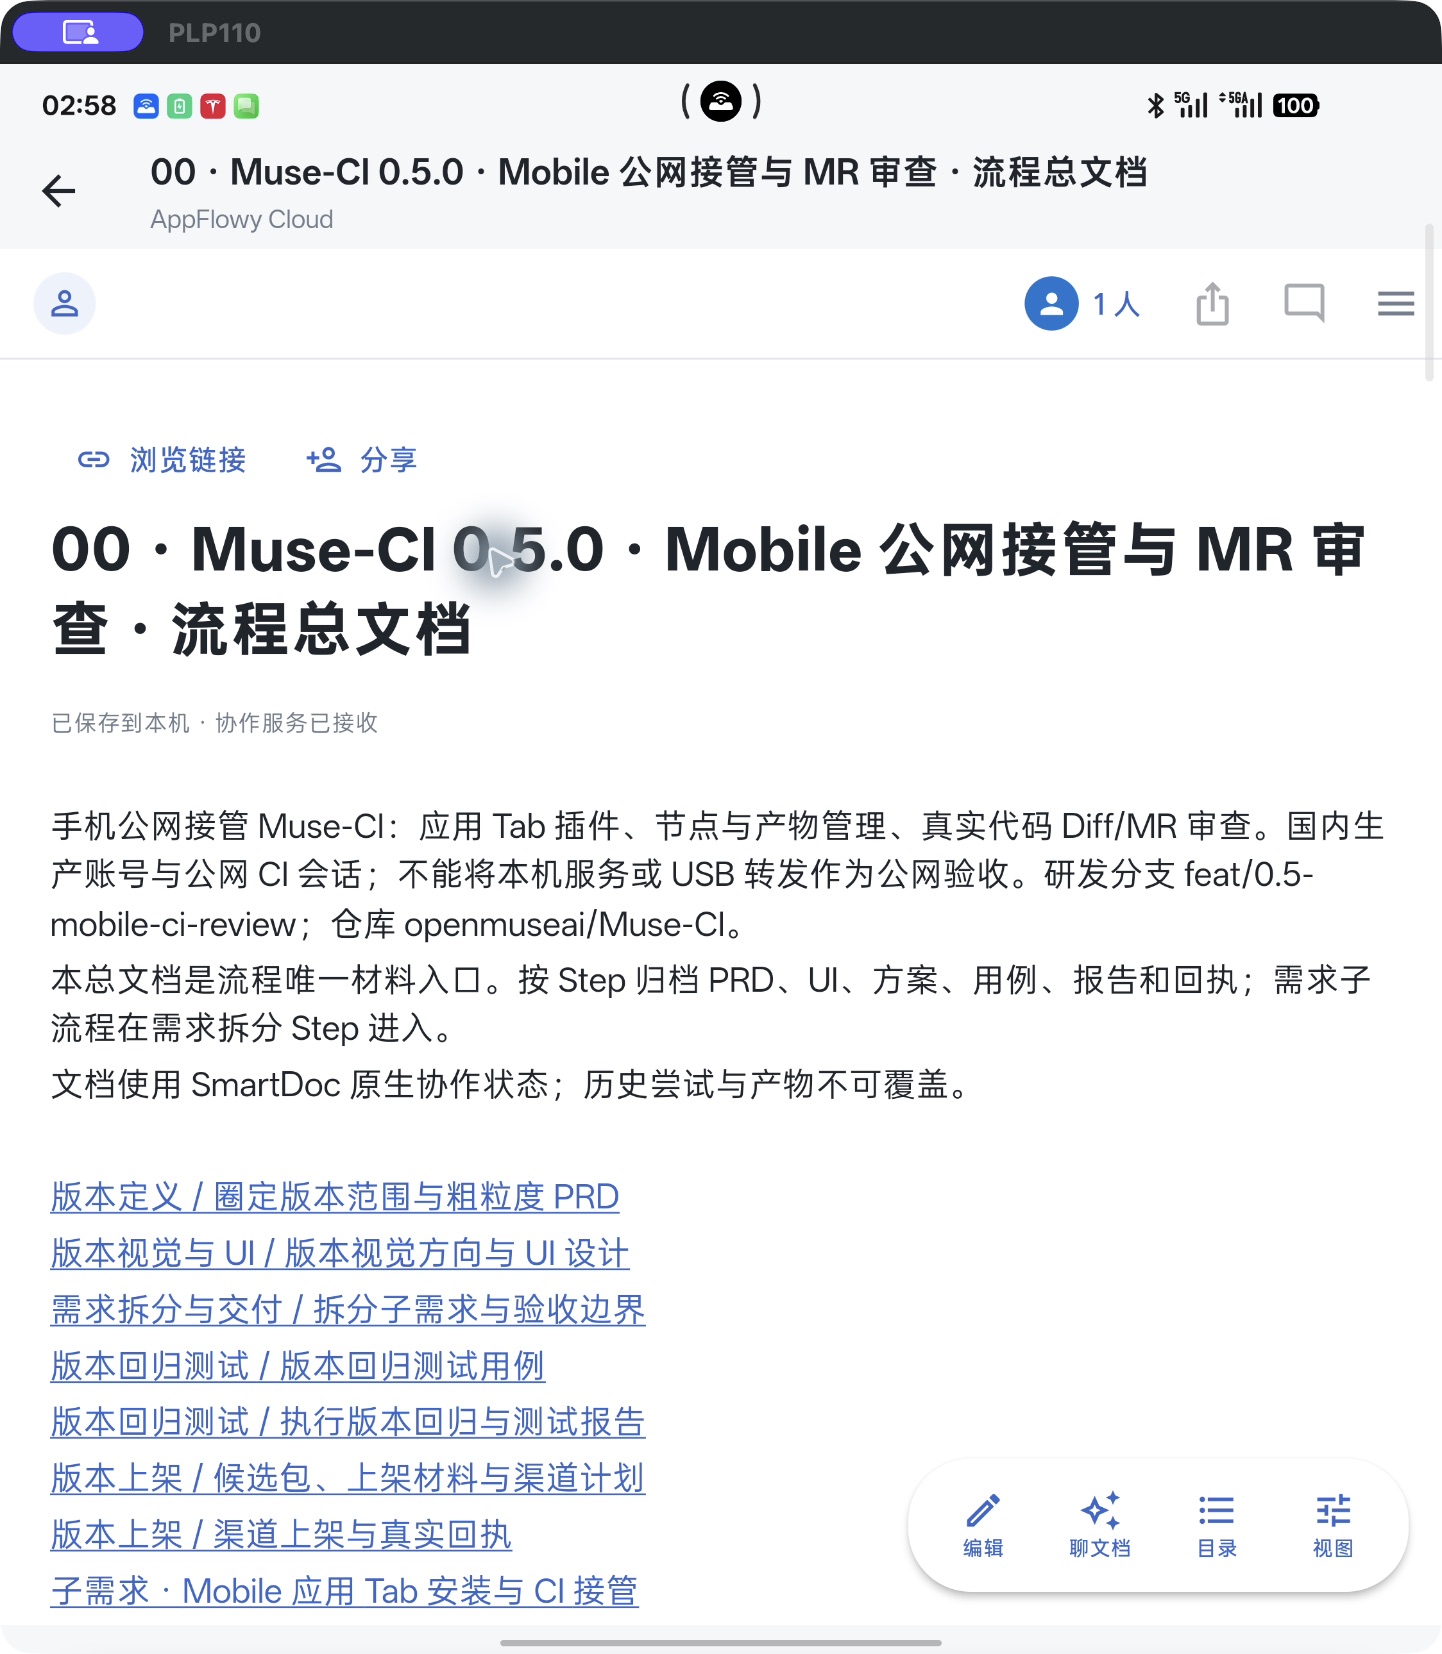 PLP110
02:58
5G
5GA
100
00 · Muse-CI 0.5.0 · Mobile 公网接管与 MR 审查 · 流程总文档
AppFlowy Cloud
1 人
浏览链接
分享
00 · Muse-CI 0.5.0 · Mobile 公网接管与 MR 审
查 · 流程总文档
已保存到本机 · 协作服务已接收
手机公网接管 Muse-CI：应用 Tab 插件、节点与产物管理、真实代码 Diff/MR 审查。国内生
产账号与公网 CI 会话；不能将本机服务或 USB 转发作为公网验收。研发分支 feat/0.5-
mobile-ci-review；仓库 openmuseai/Muse-CI。
本总文档是流程唯一材料入口。按 Step 归档 PRD、UI、方案、用例、报告和回执；需求子
流程在需求拆分 Step 进入。
文档使用 SmartDoc 原生协作状态；历史尝试与产物不可覆盖。
版本定义 / 圈定版本范围与粗粒度 PRD
版本视觉与 UI / 版本视觉方向与 UI 设计
需求拆分与交付 / 拆分子需求与验收边界
版本回归测试 / 版本回归测试用例
版本回归测试 / 执行版本回归与测试报告
版本上架 / 候选包、上架材料与渠道计划
版本上架 / 渠道上架与真实回执
子需求 · Mobile 应用 Tab 安装与 CI 接管
编辑
聊文档
目录
视图